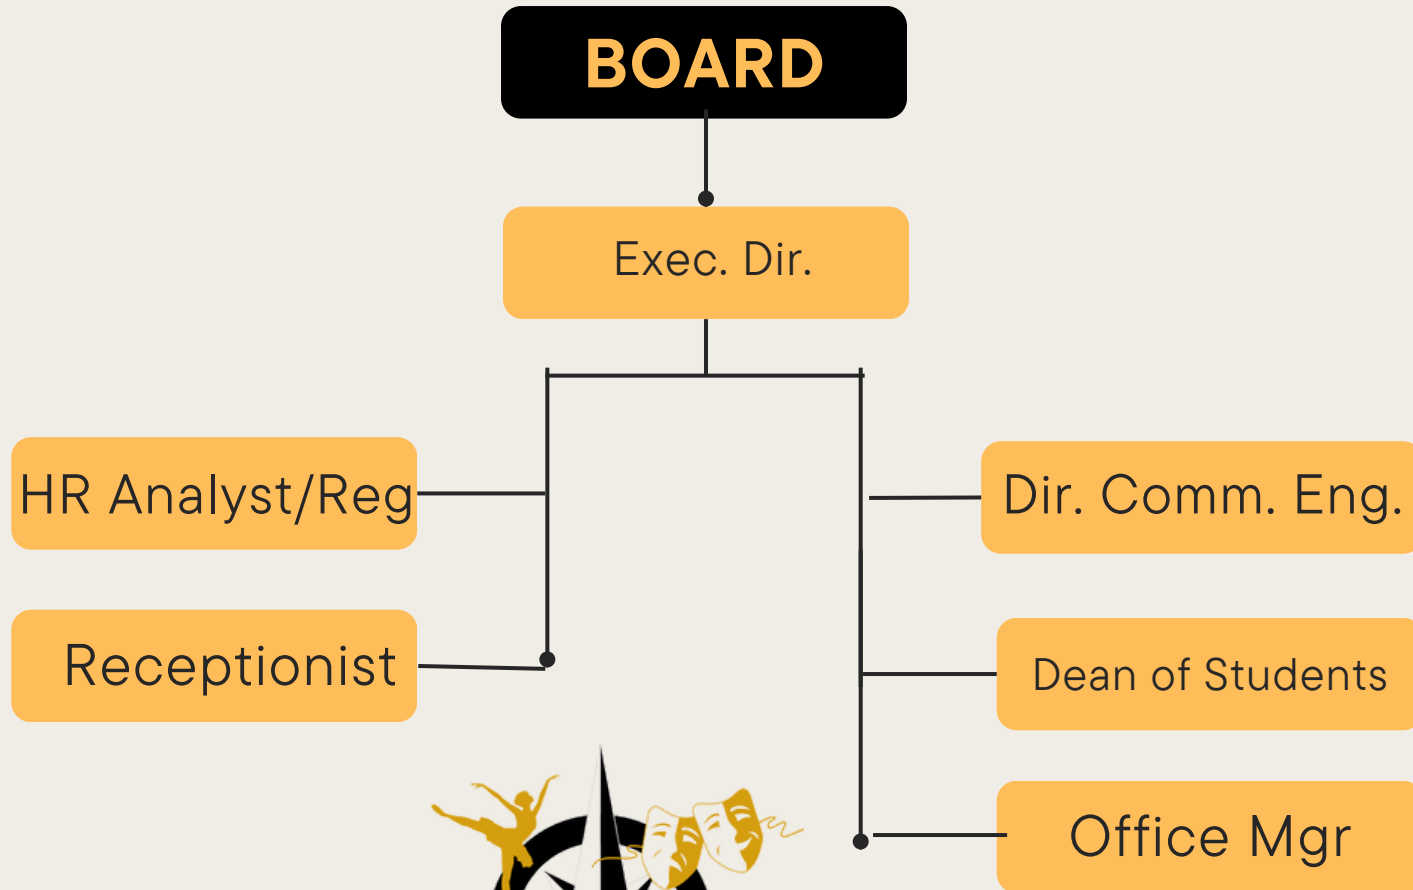 BOARD
Exec. Dir.
HR Analyst/Reg
Dir. Comm. Eng.
Receptionist
Dean of Students
Office Mgr